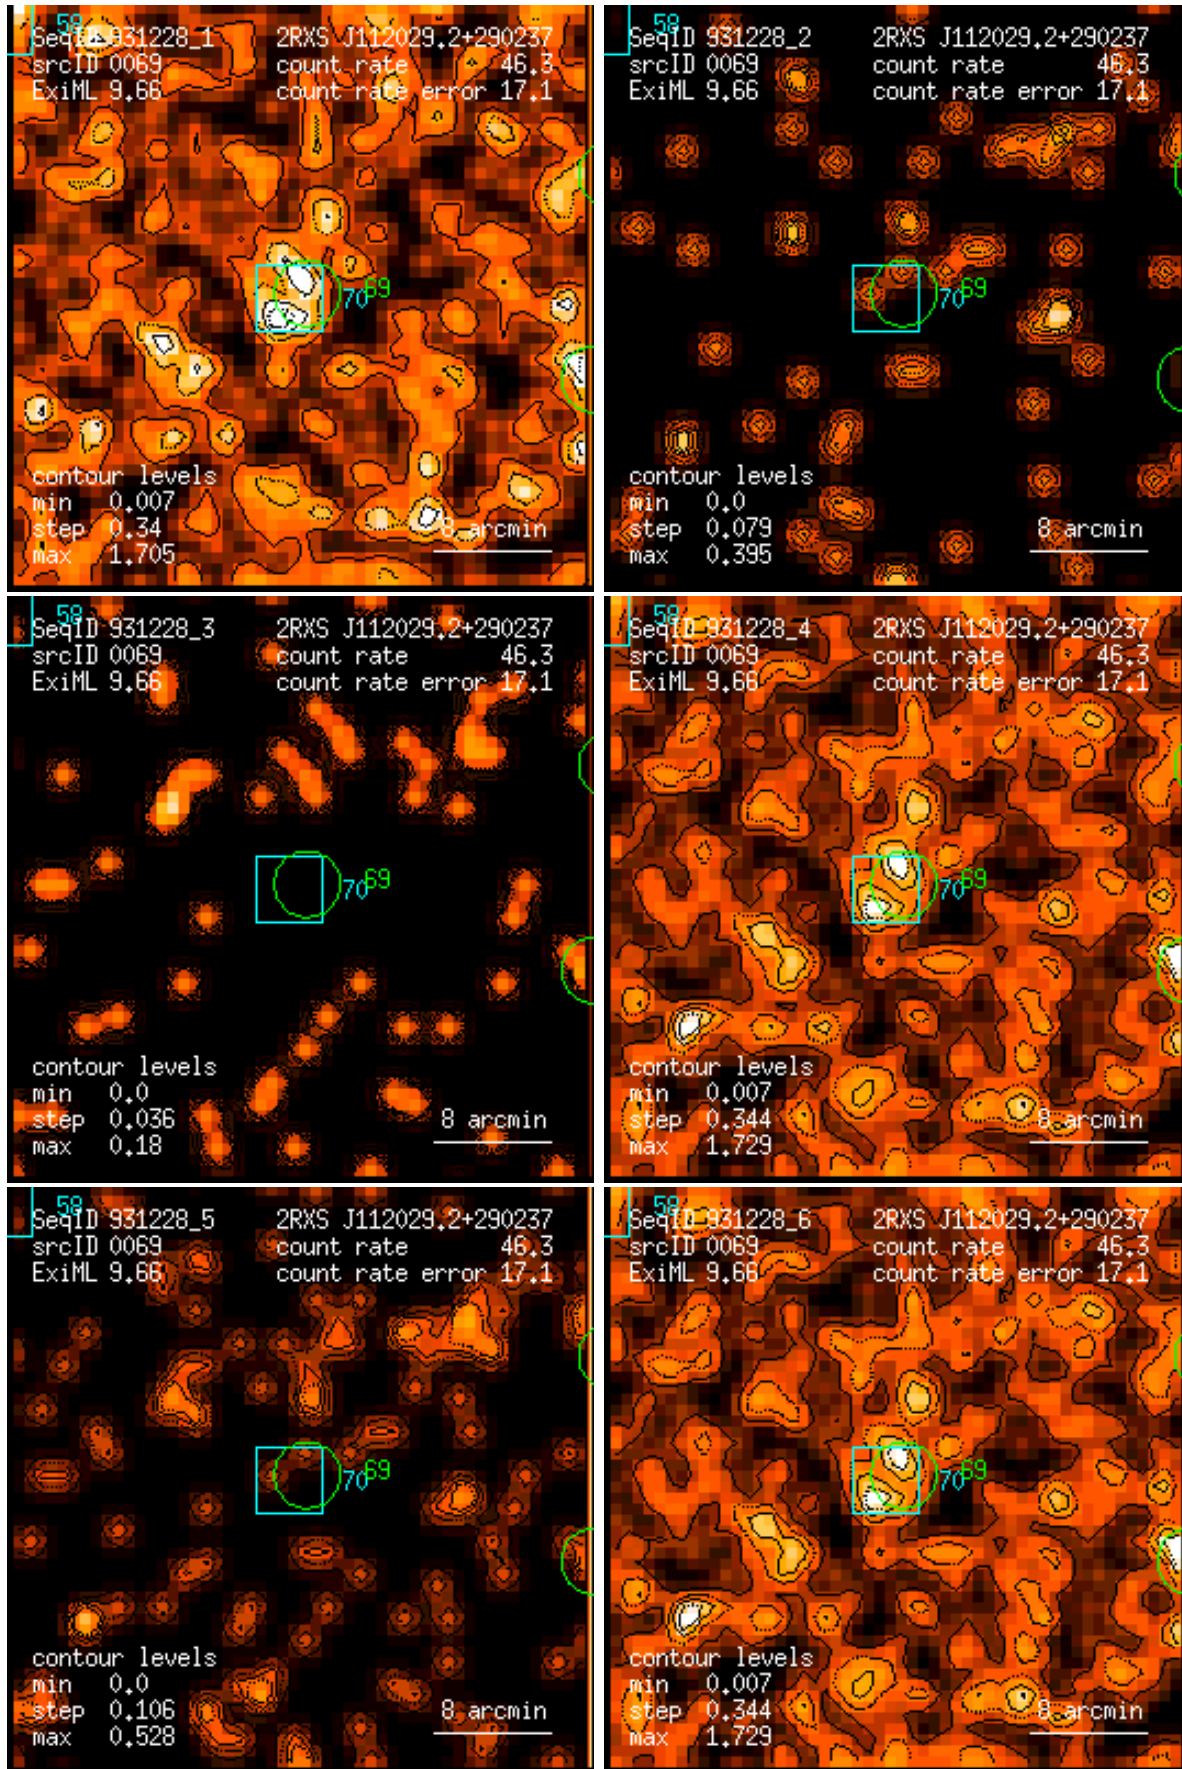 58
SeqID 931228_1 2RXS J112029.2+290237
srcID 0069 count rate 46.3
ExiML 9.66 count rate error 17.1
70 69
contour levels
min 0.007
step 0.34
max 1.705
8 arcmin
58
SeqID 931228_2 2RXS J112029.2+290237
srcID 0069 count rate 46.3
ExiML 9.66 count rate error 17.1
70 69
contour levels
min 0.0
step 0.079
max 0.395
8 arcmin
58
SeqID 931228_3 2RXS J112029.2+290237
srcID 0069 count rate 46.3
ExiML 9.66 count rate error 17.1
70 69
contour levels
min 0.0
step 0.036
max 0.18
8 arcmin
58
SeqID 931228_4 2RXS J112029.2+290237
srcID 0069 count rate 46.3
ExiML 9.66 count rate error 17.1
70 69
contour levels
min 0.007
step 0.344
max 1.729
8 arcmin
58
SeqID 931228_5 2RXS J112029.2+290237
srcID 0069 count rate 46.3
ExiML 9.66 count rate error 17.1
70 69
contour levels
min 0.0
step 0.106
max 0.528
8 arcmin
58
SeqID 931228_6 2RXS J112029.2+290237
srcID 0069 count rate 46.3
ExiML 9.66 count rate error 17.1
70 69
contour levels
min 0.007
step 0.344
max 1.729
8 arcmin